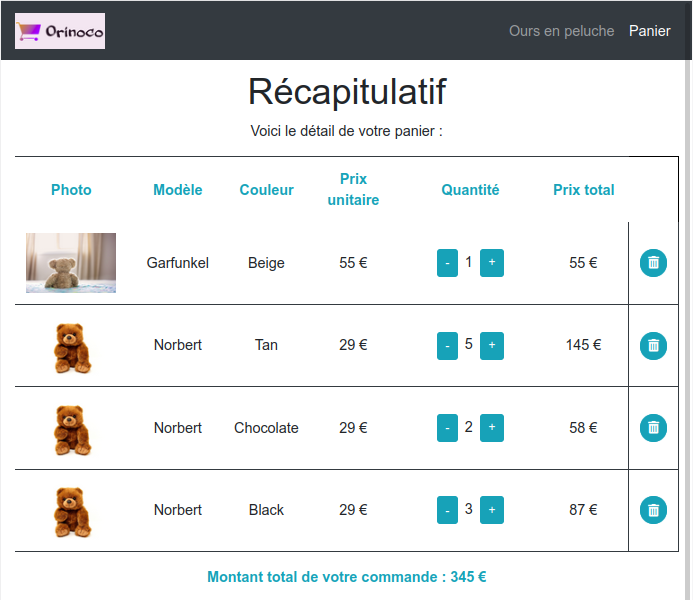 Orinoco
Ours en peluche Panier
Récapitulatif
Voici le détail de votre panier :
Photo Modèle Couleur Prix unitaire Quantité Prix total
Garfunkel Beige 55 € - 1 + 55 €
Norbert Tan 29 € - 5 + 145 €
Norbert Chocolate 29 € - 2 + 58 €
Norbert Black 29 € - 3 + 87 €
Montant total de votre commande : 345 €